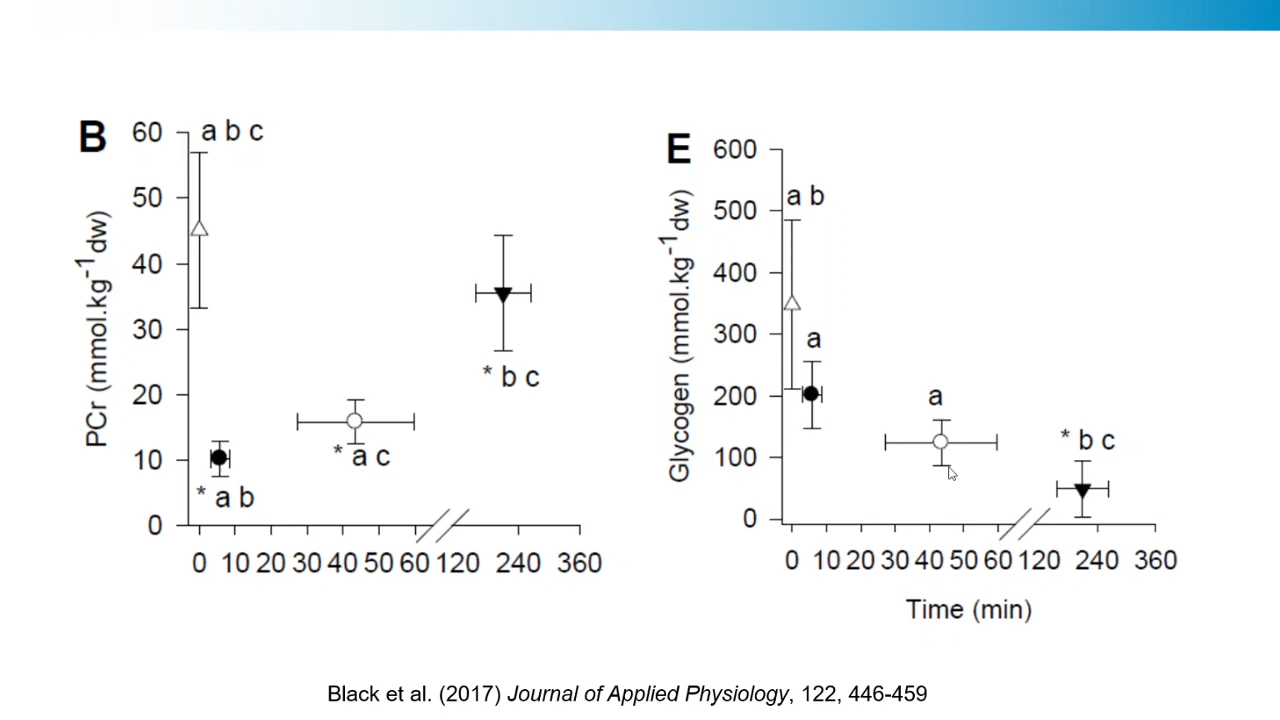 B
PCr (mmol.kg-1dw)
60
50
40
30
20
10
0
a b c
* a b
* a c
* b c
0 10 20 30 40 50 60 120 240 360
E
Glycogen (mmol.kg-1dw)
600
500
400
300
200
100
0
a b
a
a
* b c
0 10 20 30 40 50 60 120 240 360
Time (min)
Black et al. (2017) Journal of Applied Physiology, 122, 446-459